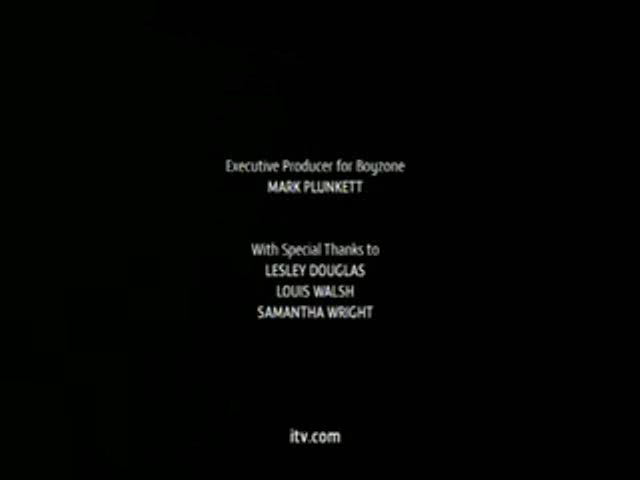 Executive Producer for Boyzone
MARK PLUNKETT
With Special Thanks to
LESLEY DOUGLAS
LOUIS WALSH
SAMANTHA WRIGHT
itv.com